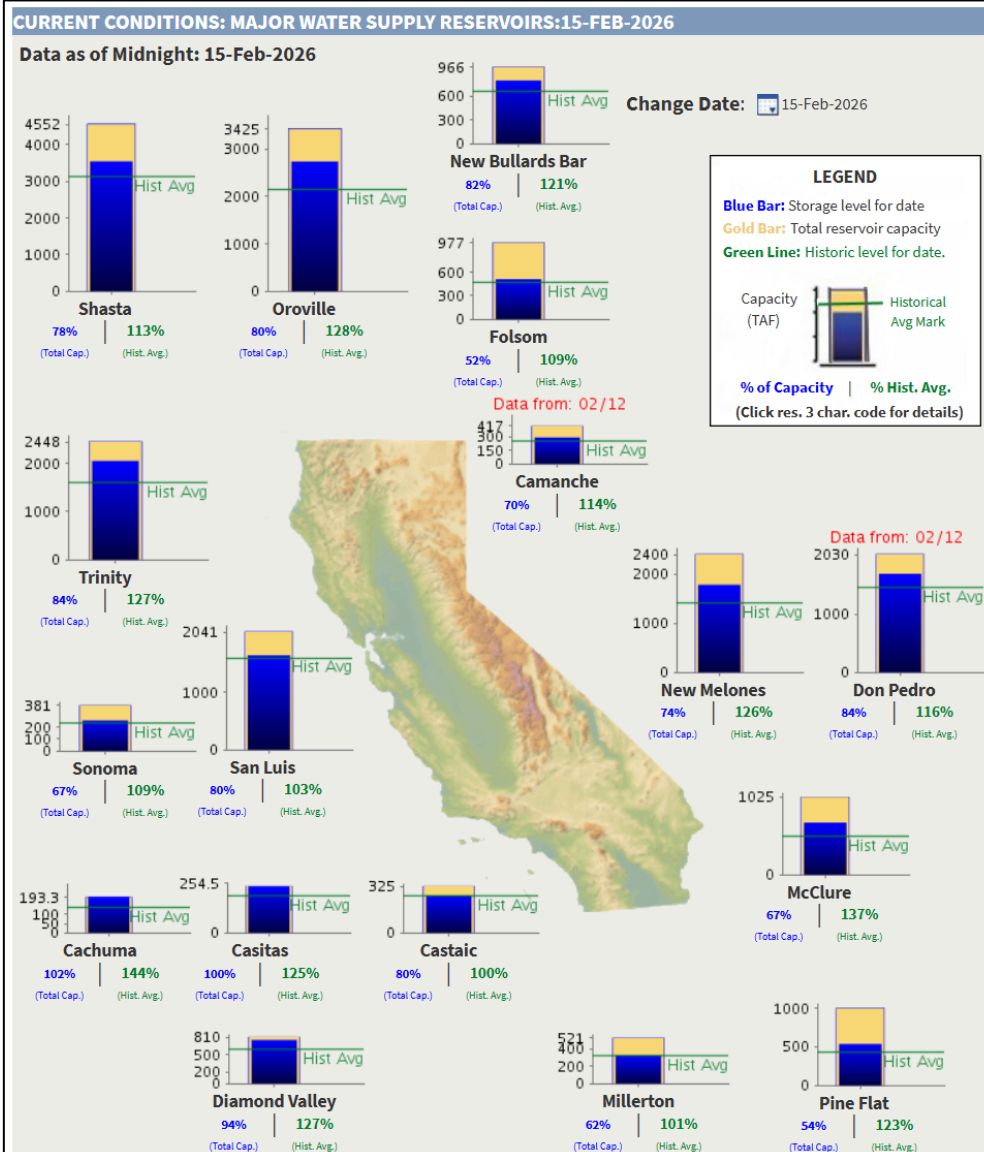 CURRENT CONDITIONS: MAJOR WATER SUPPLY RESERVOIRS:15-FEB-2026
Data as of Midnight: 15-Feb-2026
Change Date: 15-Feb-2026
4552
4000
3000
2000
1000
0
Hist Avg
Shasta
78% | 113%
(Total Cap.) (Hist. Avg.)
3425
3000
2000
1000
0
Hist Avg
Oroville
80% | 128%
(Total Cap.) (Hist. Avg.)
966
600
300
0
Hist Avg
New Bullards Bar
82% | 121%
(Total Cap.) (Hist. Avg.)
977
600
300
0
Hist Avg
Folsom
52% | 109%
(Total Cap.) (Hist. Avg.)
LEGEND
Blue Bar: Storage level for date
Gold Bar: Total reservoir capacity
Green Line: Historic level for date.
Capacity
(TAF)
Historical
Avg Mark
% of Capacity | % Hist. Avg.
(Click res. 3 char. code for details)
Data from: 02/12
417
300
150
0
Hist Avg
Camanche
70% | 114%
(Total Cap.) (Hist. Avg.)
2448
2000
1000
0
Hist Avg
Trinity
84% | 127%
(Total Cap.) (Hist. Avg.)
2400
2000
1000
0
Hist Avg
New Melones
74% | 126%
(Total Cap.) (Hist. Avg.)
Data from: 02/12
2030
1000
0
Hist Avg
Don Pedro
84% | 116%
(Total Cap.) (Hist. Avg.)
381
200
100
0
Hist Avg
Sonoma
67% | 109%
(Total Cap.) (Hist. Avg.)
2041
1000
0
Hist Avg
San Luis
80% | 103%
(Total Cap.) (Hist. Avg.)
1025
0
Hist Avg
McClure
67% | 137%
(Total Cap.) (Hist. Avg.)
193.3
100
50
0
Hist Avg
Cachuma
102% | 144%
(Total Cap.) (Hist. Avg.)
254.5
0
Hist Avg
Casitas
100% | 125%
(Total Cap.) (Hist. Avg.)
325
0
Hist Avg
Castaic
80% | 100%
(Total Cap.) (Hist. Avg.)
810
500
200
0
Hist Avg
Diamond Valley
94% | 127%
(Total Cap.) (Hist. Avg.)
521
400
200
0
Hist Avg
Millerton
62% | 101%
(Total Cap.) (Hist. Avg.)
1000
500
0
Hist Avg
Pine Flat
54% | 123%
(Total Cap.) (Hist. Avg.)